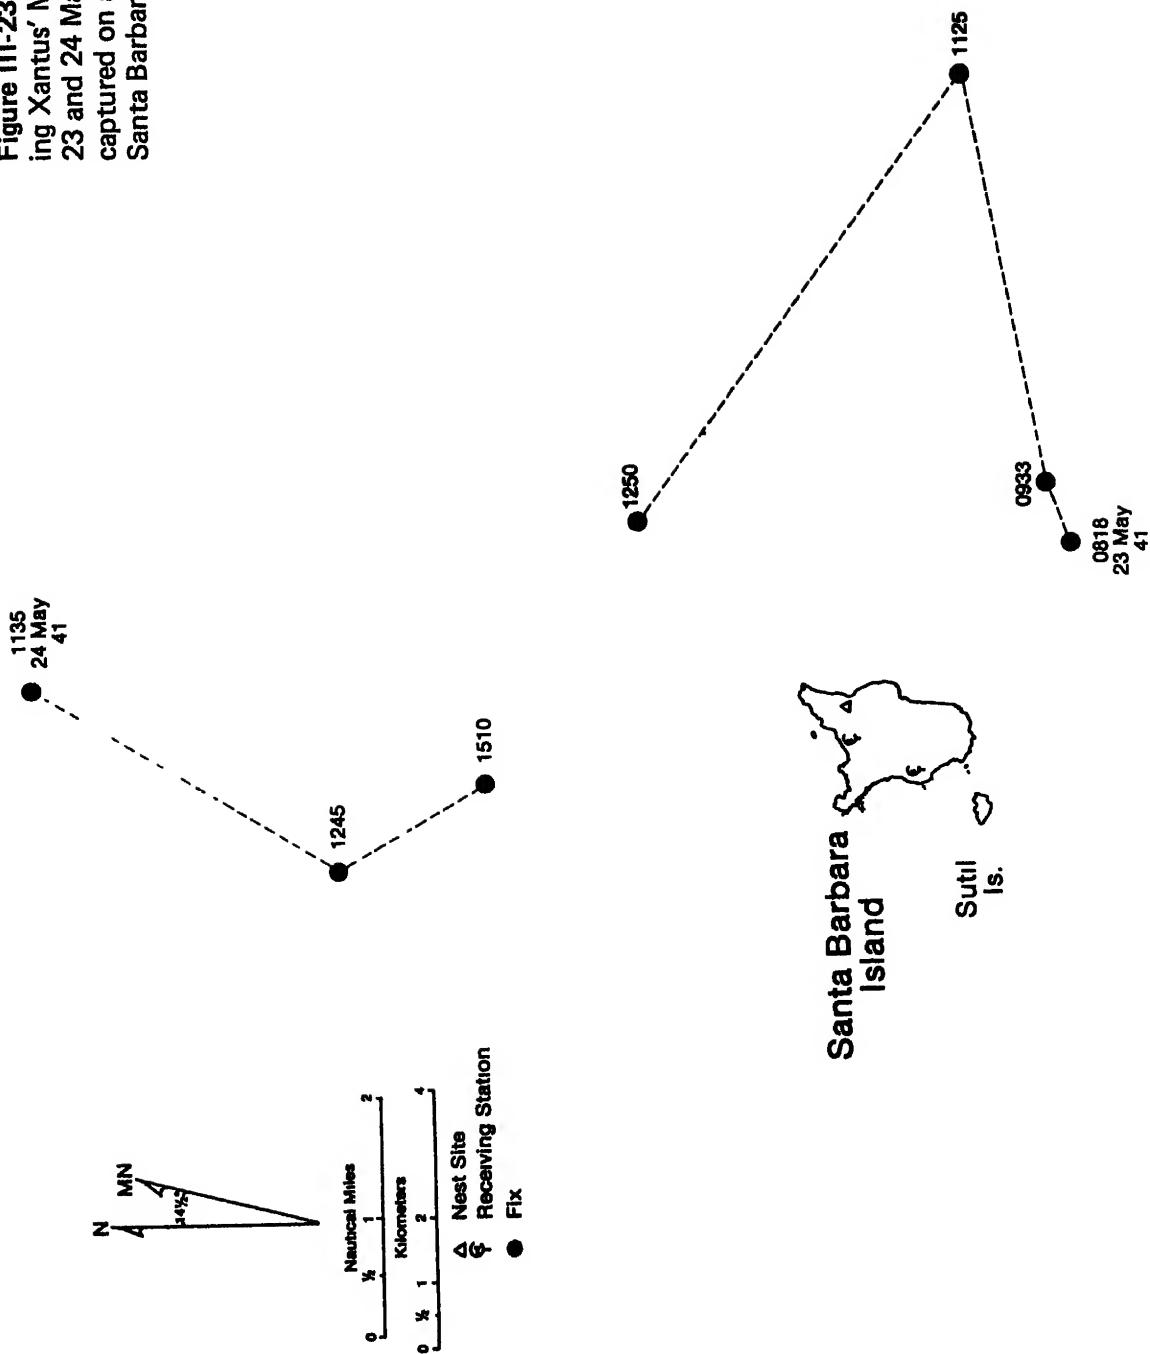 Figure III-23
ing Xantus'
23 and 24
captured on
Santa Barbar
1135
24 May
41
1245
1510
1250
1125
0933
0818
23 May
41
N
MN
14½°
Nautical Miles
0 ½ 1 2
Kilometers
0 ½ 1 2 4
Nest Site
Receiving Station
Fix
Santa Barbara
Island
Sutil
Is.